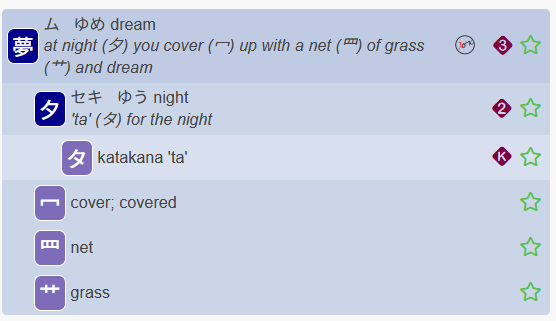 夢 ム ゆめ dream
at night (夕) you cover (冖) up with a net (罒) of grass
(艹) and dream
3
夕 セキ ゆう night
'ta' (タ) for the night
2
タ katakana 'ta'
K
冖 cover; covered
罒 net
艹 grass